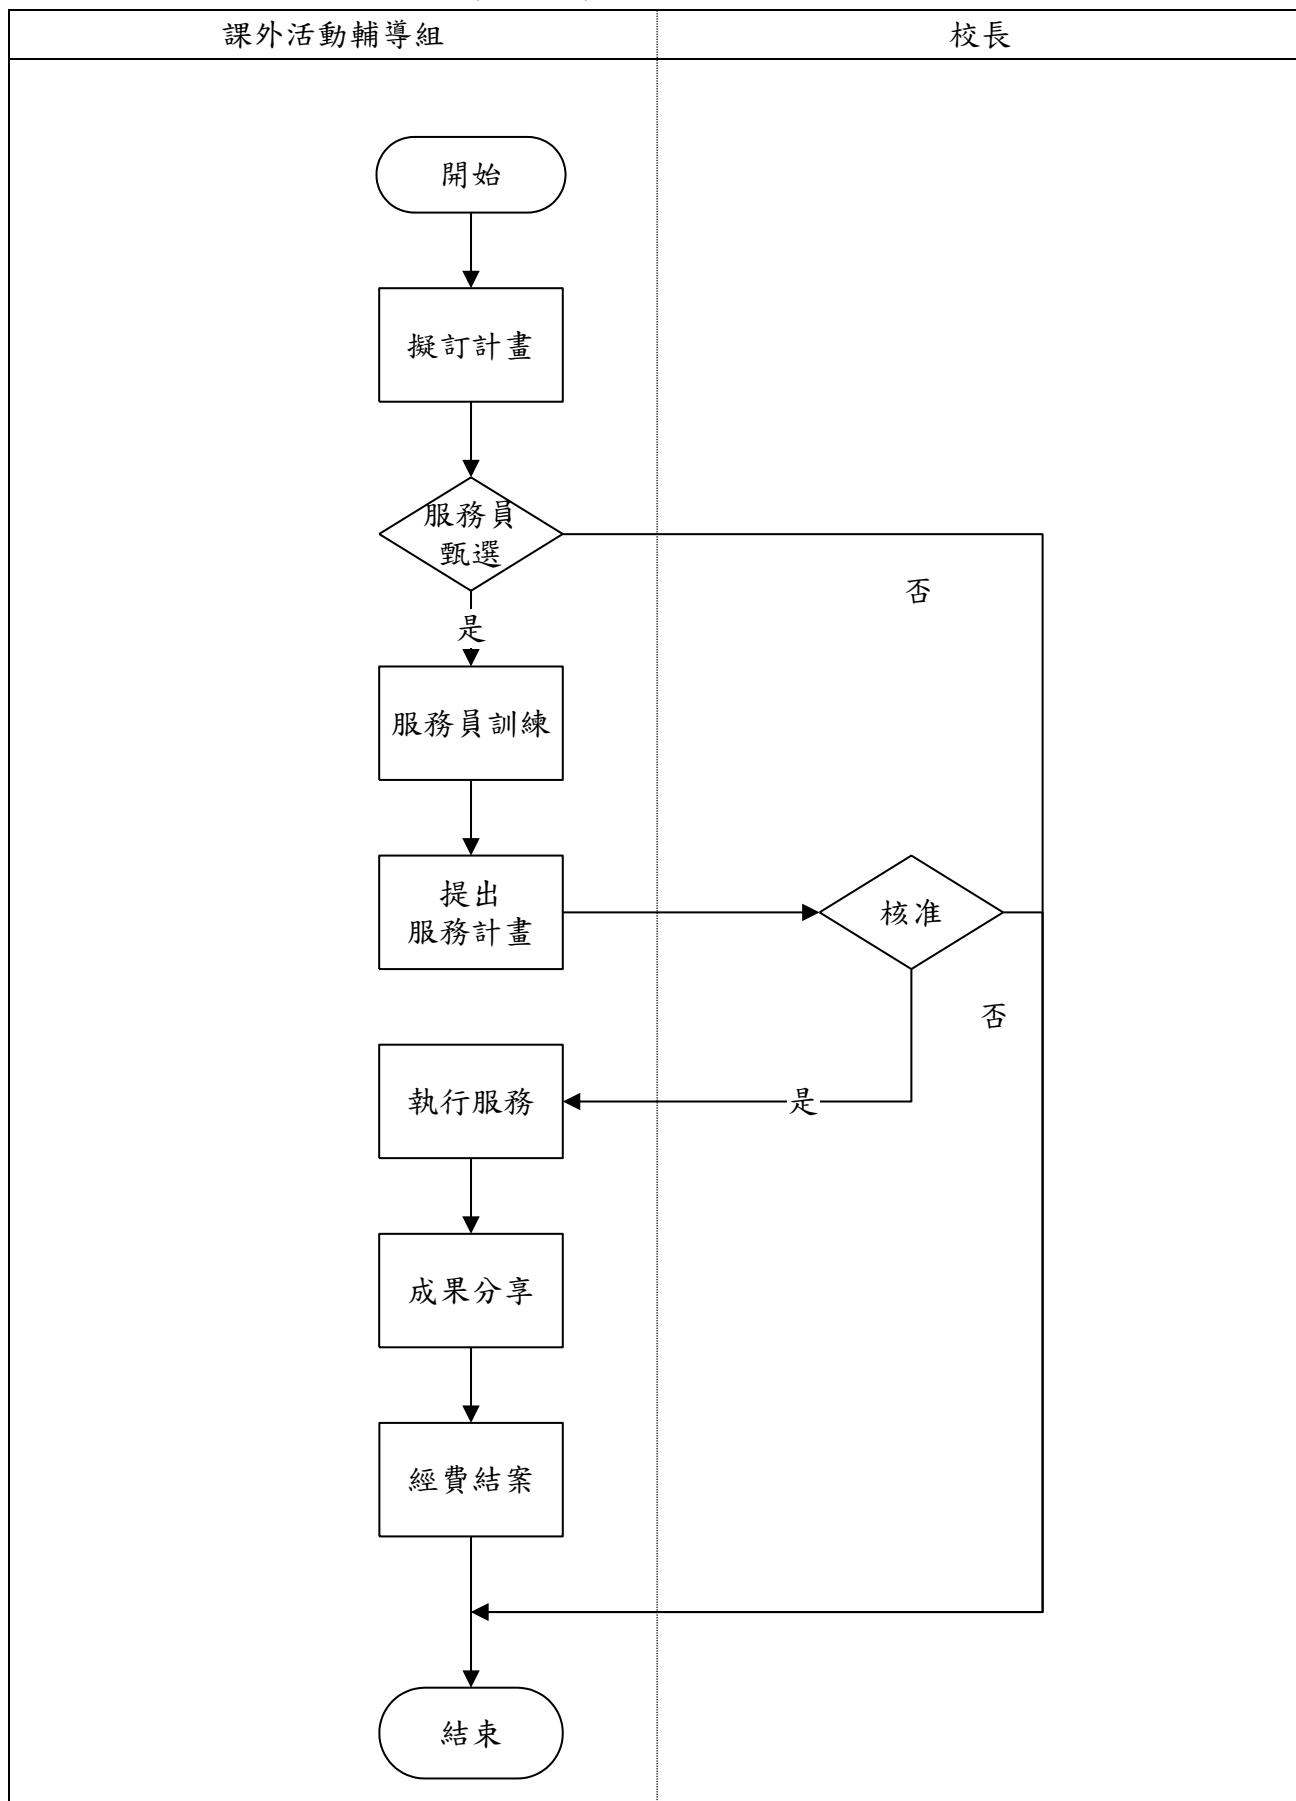 課外活動輔導組
校長
開始
擬訂計畫
服務員
甄選
否
是
服務員訓練
提出
服務計畫
核准
否
執行服務
是
成果分享
經費結案
結束